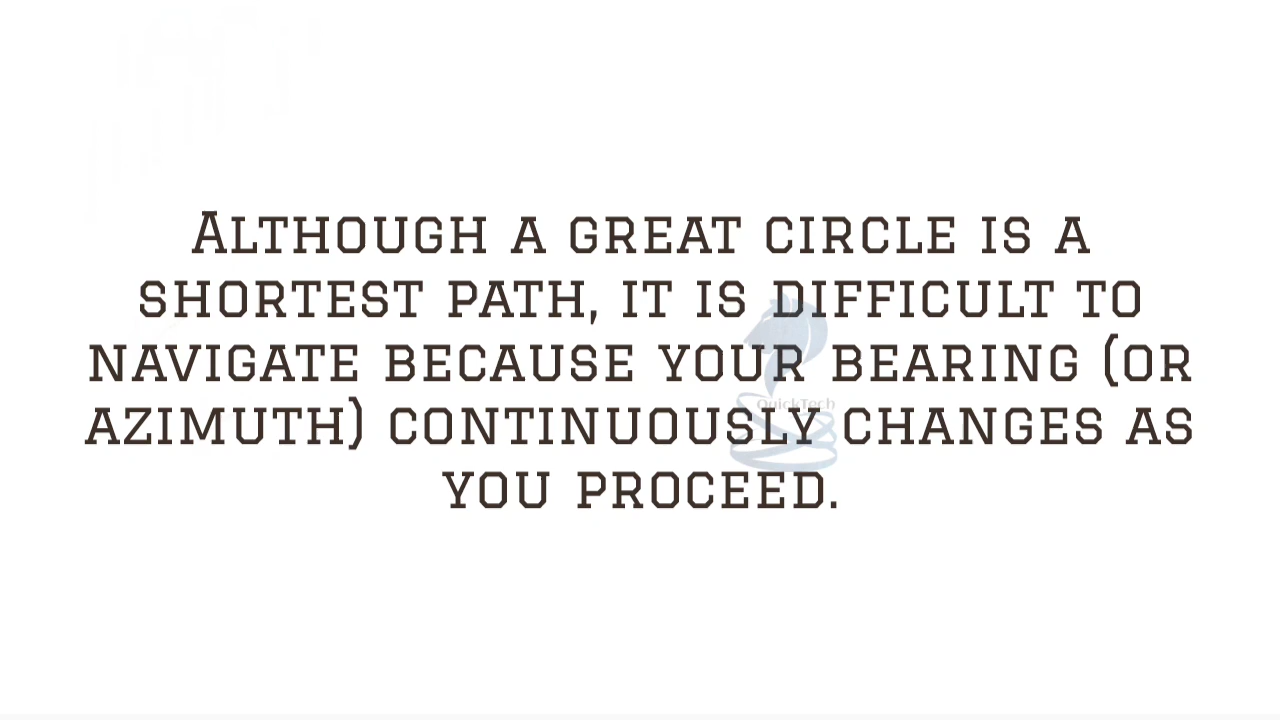 Although a great circle is a
shortest path, it is difficult to
navigate because your bearing (or
azimuth) continuously changes as
you proceed.
QuickTech